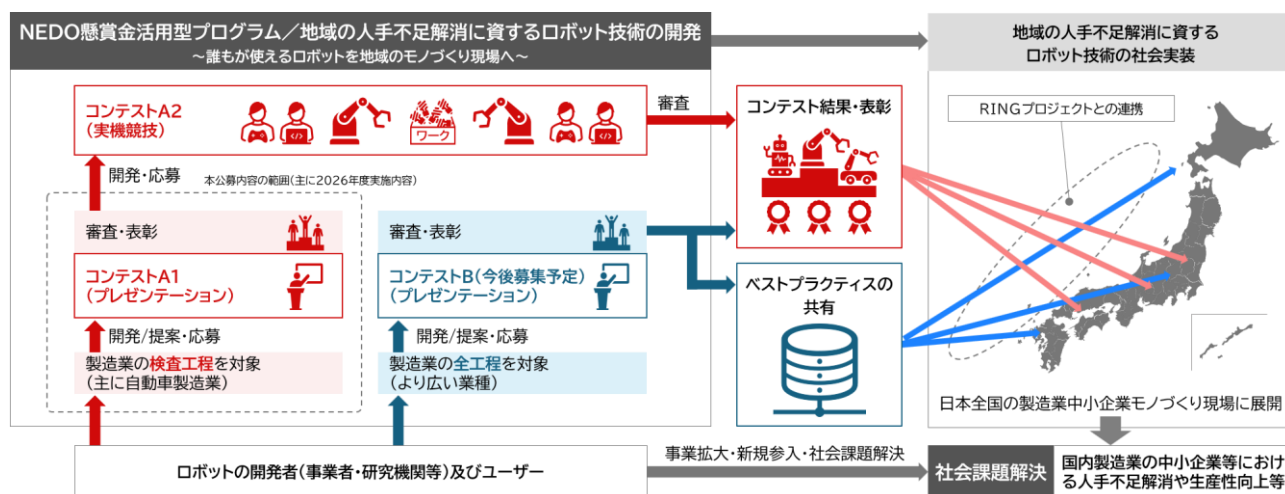 NEDO懸賞金活用型プログラム／地域の人手不足解消に資するロボット技術の開発
～誰もが使えるロボットを地域のモノづくり現場へ～
コンテストA2
(実機競技)
ワーク
審査
開発・応募
本公募内容の範囲(主に2026年度実施内容)
審査・表彰
コンテストA1
(プレゼンテーション)
開発/提案・応募
製造業の検査工程を対象
(主に自動車製造業)
審査・表彰
コンテストB(今後募集予定)
(プレゼンテーション)
開発/提案・応募
製造業の全工程を対象
(より広い業種)
コンテスト結果・表彰
ベストプラクティスの
共有
地域の人手不足解消に資する
ロボット技術の社会実装
RINGプロジェクトとの連携
日本全国の製造業中小企業モノづくり現場に展開
ロボットの開発者(事業者・研究機関等)及びユーザー
事業拡大・新規参入・社会課題解決
社会課題解決
国内製造業の中小企業等におけ
る人手不足解消や生産性向上等